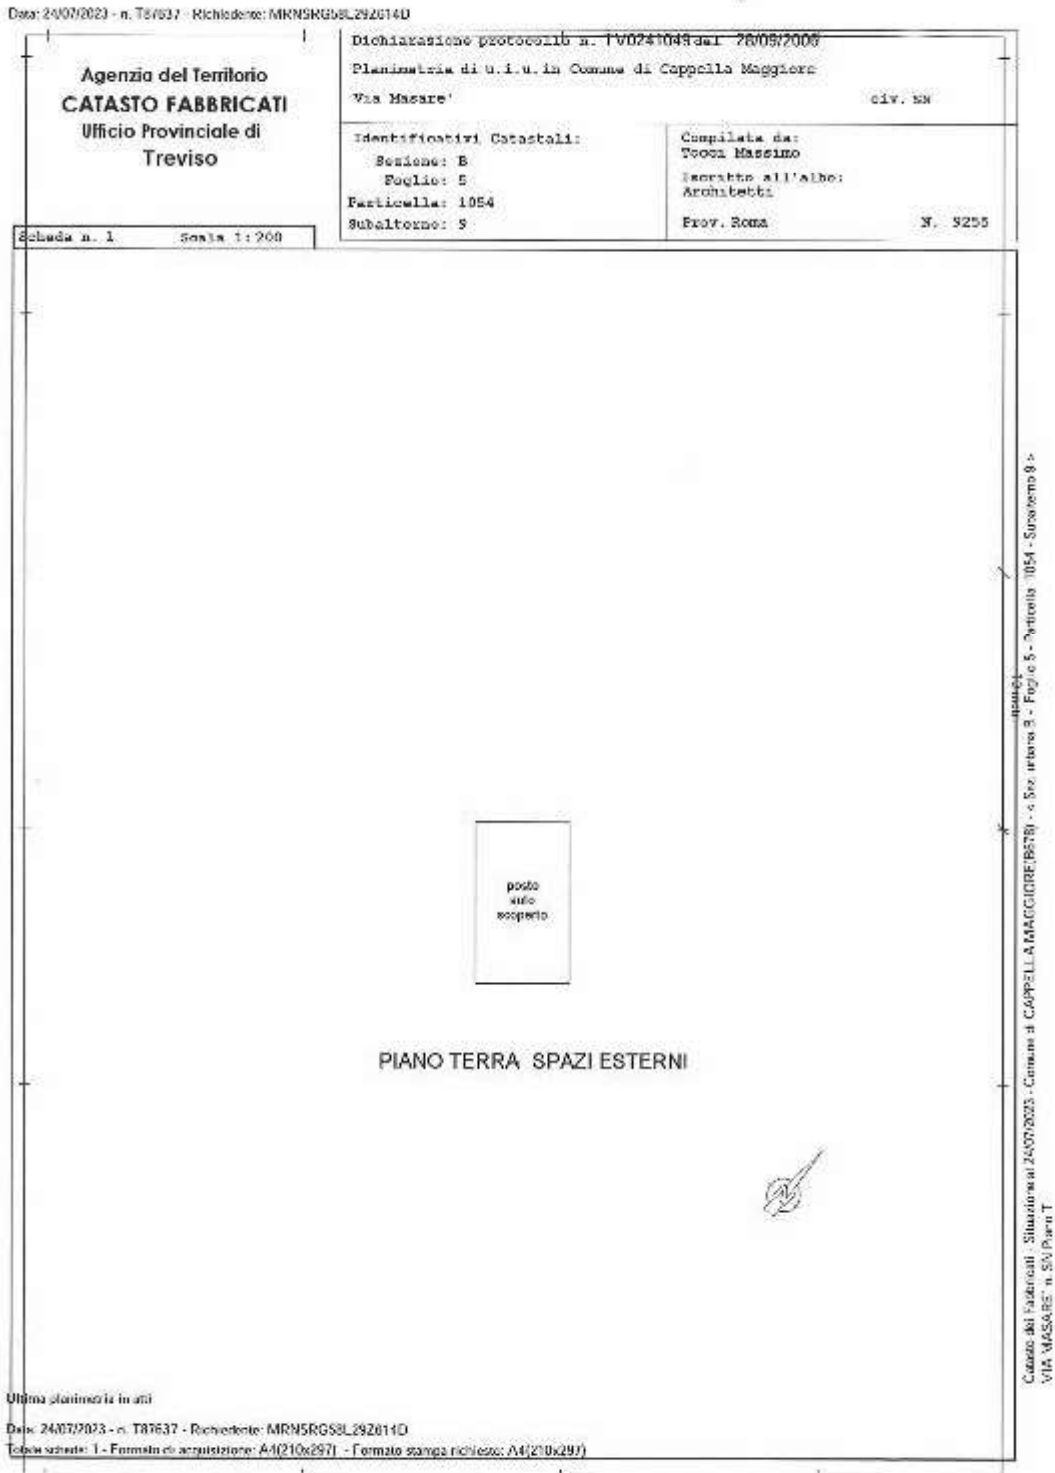 Data: 24/07/2023 - n. T87637 - Richiedente: MRNSRG58L29Z614D
Agenzia del Territorio
CATASTO FABBRICATI
Ufficio Provinciale di
Treviso
Dichiarazione protocollo n. TV0241049 del 28/09/2006
Planimetria di u.i.u. in Comune di Cappella Maggiore
Via Masare' civ. SN
Identificativi Catastali:
Sezione: B
Foglio: 5
Particella: 1054
Subalterno: 9
Compilata da:
Tocci Massimo
Iscritto all'albo:
Architetti
Prov. Roma N. 9255
Scheda n. 1 Scala 1:200
posto
auto
scoperto
PIANO TERRA SPAZI ESTERNI
N
10 metri
Catasto dei Fabbricati - Situazione al 24/07/2023 - Comune di CAPPELLA MAGGIORE(B678) - < Sez. urbana B - Foglio 5 - Particella 1054 - Subalterno 9 >
VIA MASARE' n. SN Piano T
Ultima planimetria in atti
Data: 24/07/2023 - n. T87637 - Richiedente: MRNSRG58L29Z614D
Totale schede: 1 - Formato di acquisizione: A4(210x297) - Formato stampa richiesto: A4(210x297)